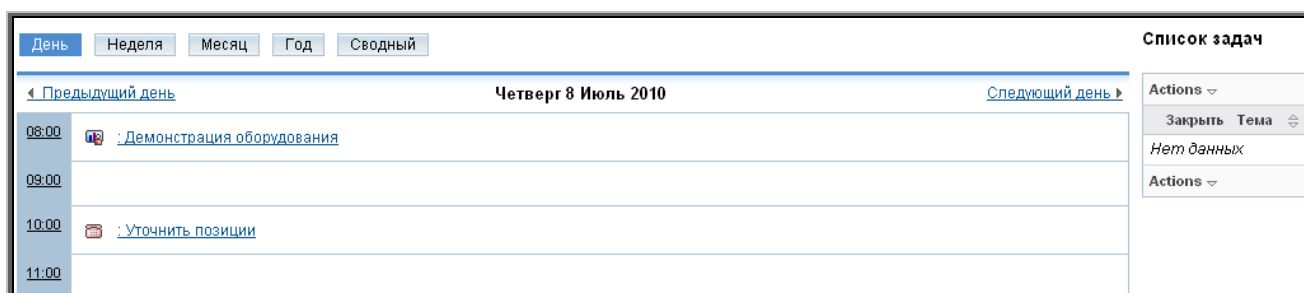 День Неделя Месяц Год Сводный
Предыдущий день Четверг 8 Июль 2010 Следующий день
08:00 : Демонстрация оборудования
09:00
10:00 : Уточнить позиции
11:00
Список задач
Actions
Закрыть Тема
Нет данных
Actions